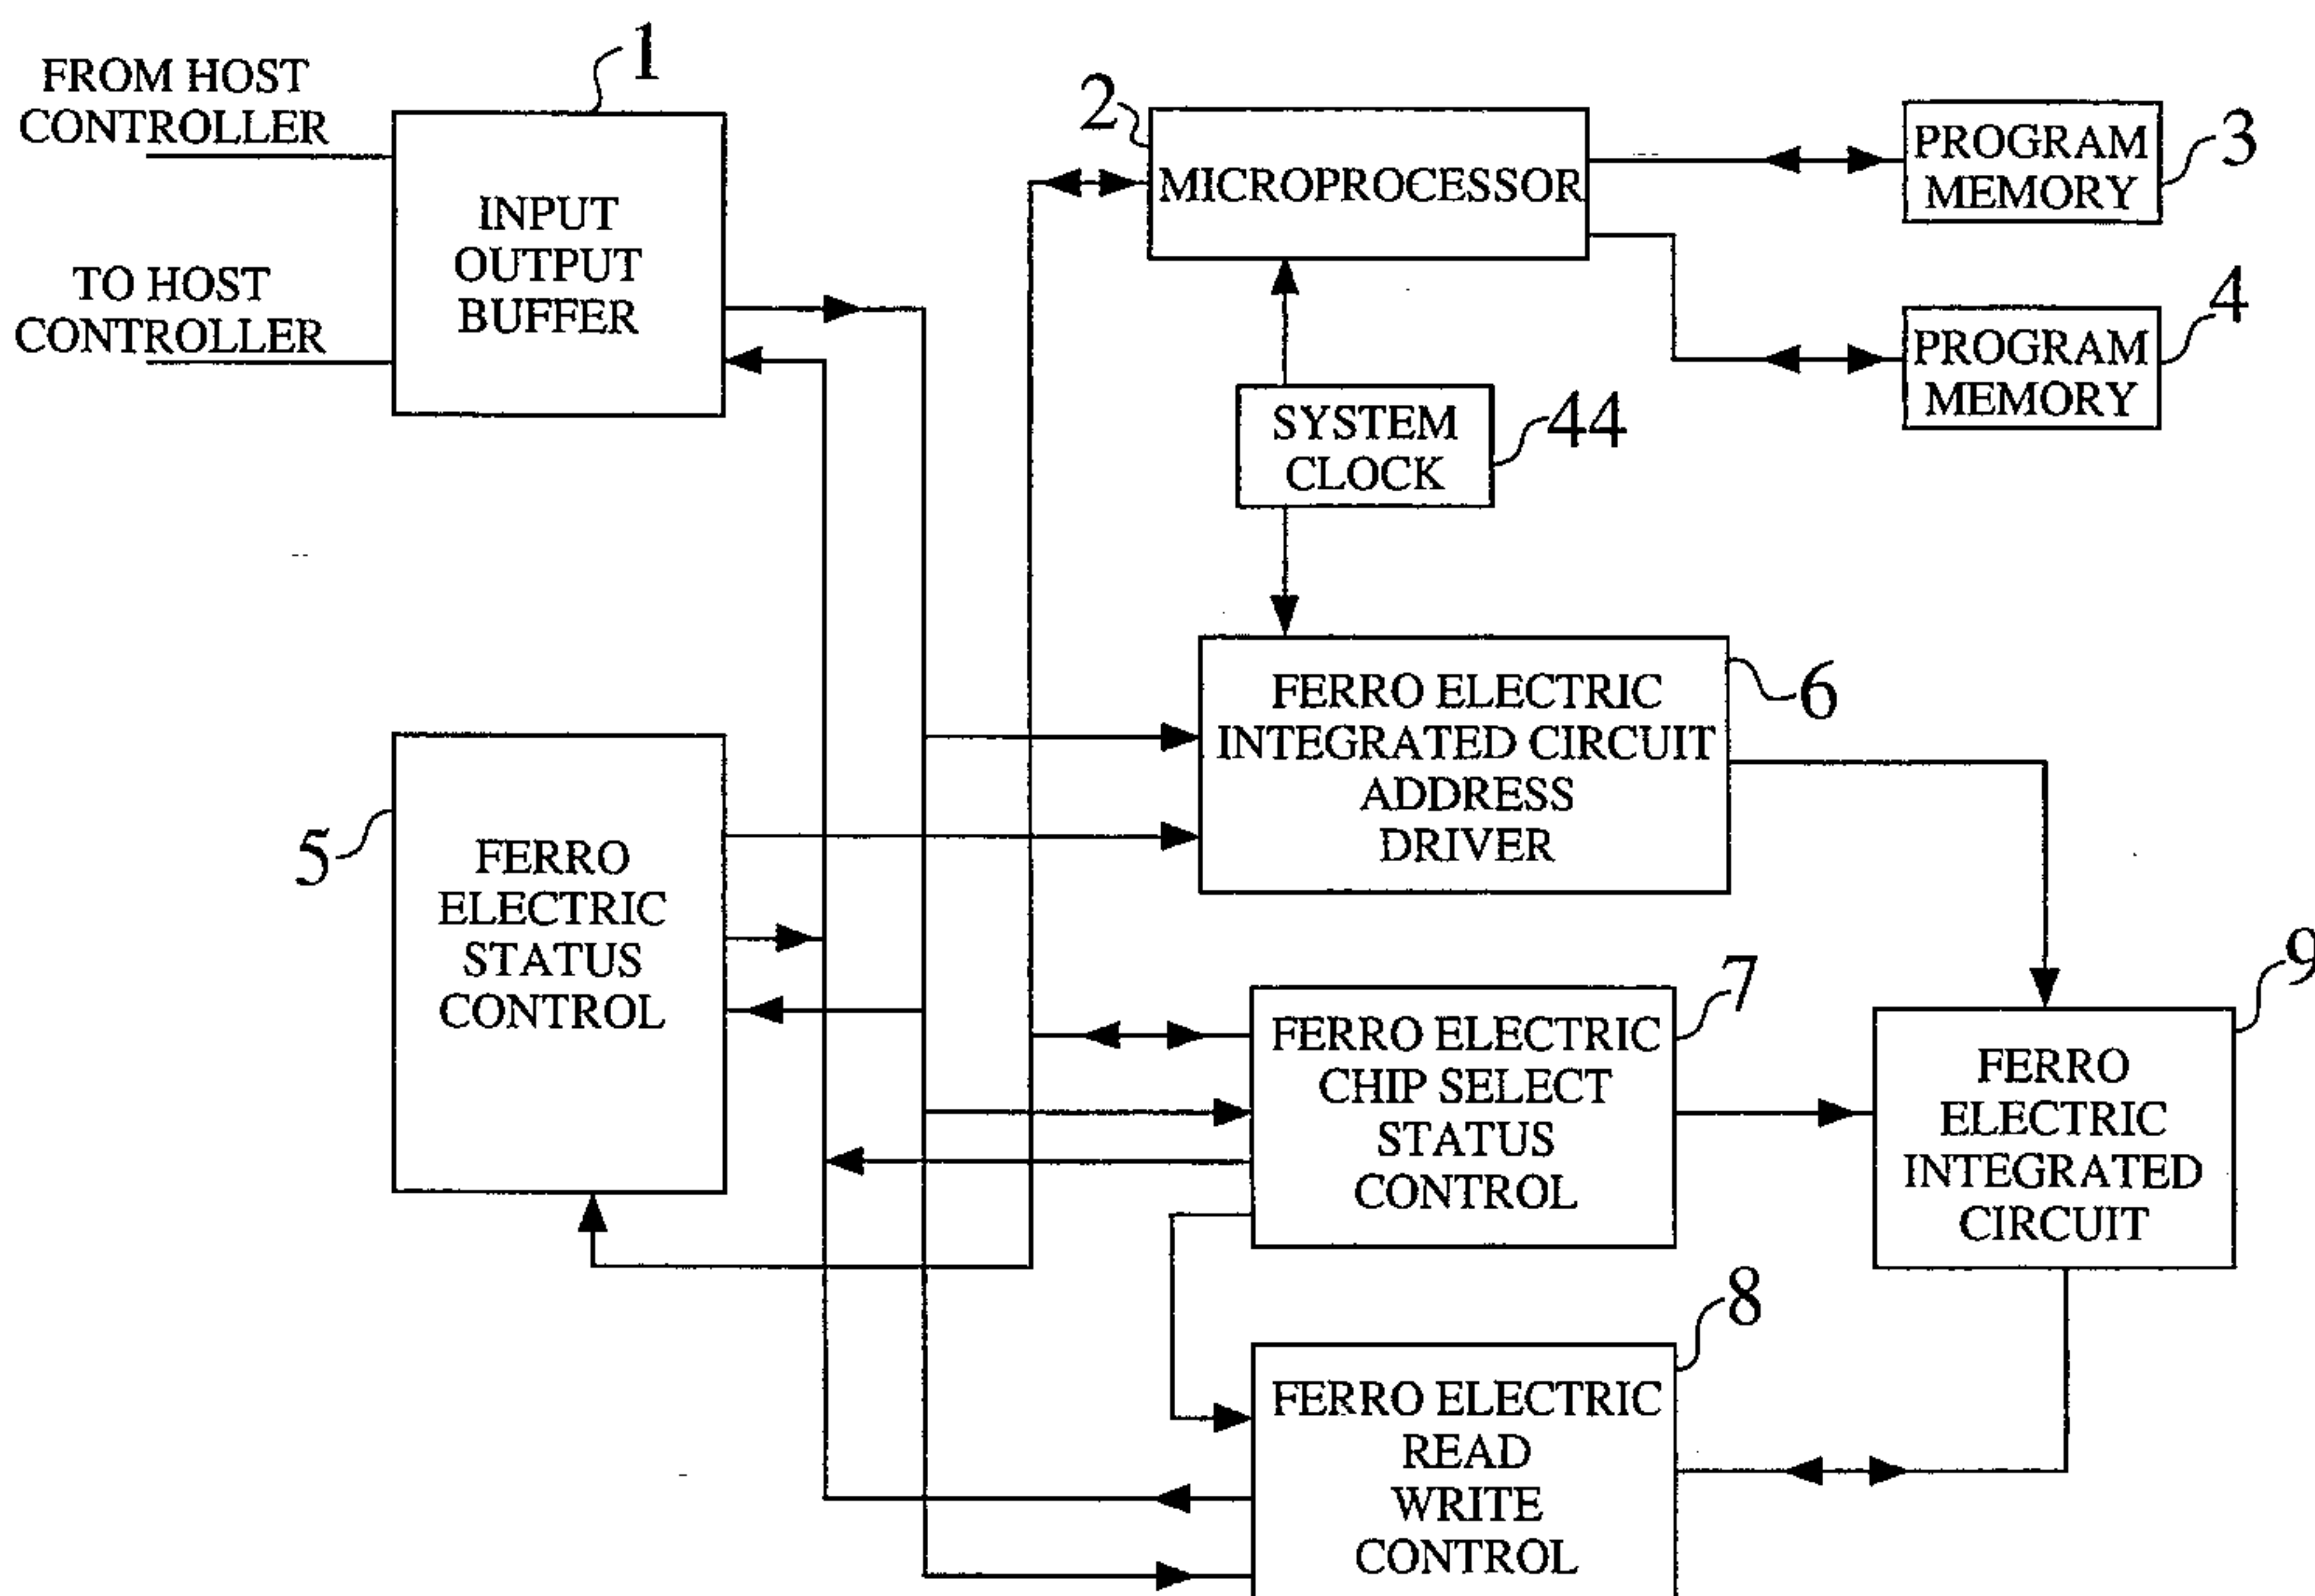 FROM HOST
CONTROLLER
1
INPUT
OUTPUT
BUFFER
TO HOST
CONTROLLER
2
MICROPROCESSOR
PROGRAM
MEMORY
3
PROGRAM
MEMORY
4
SYSTEM
CLOCK
44
FERRO ELECTRIC
INTEGRATED CIRCUIT
ADDRESS
DRIVER
6
5
FERRO
ELECTRIC
STATUS
CONTROL
FERRO ELECTRIC
CHIP SELECT
STATUS
CONTROL
7
FERRO
ELECTRIC
INTEGRATED
CIRCUIT
9
FERRO ELECTRIC
READ
WRITE
CONTROL
8